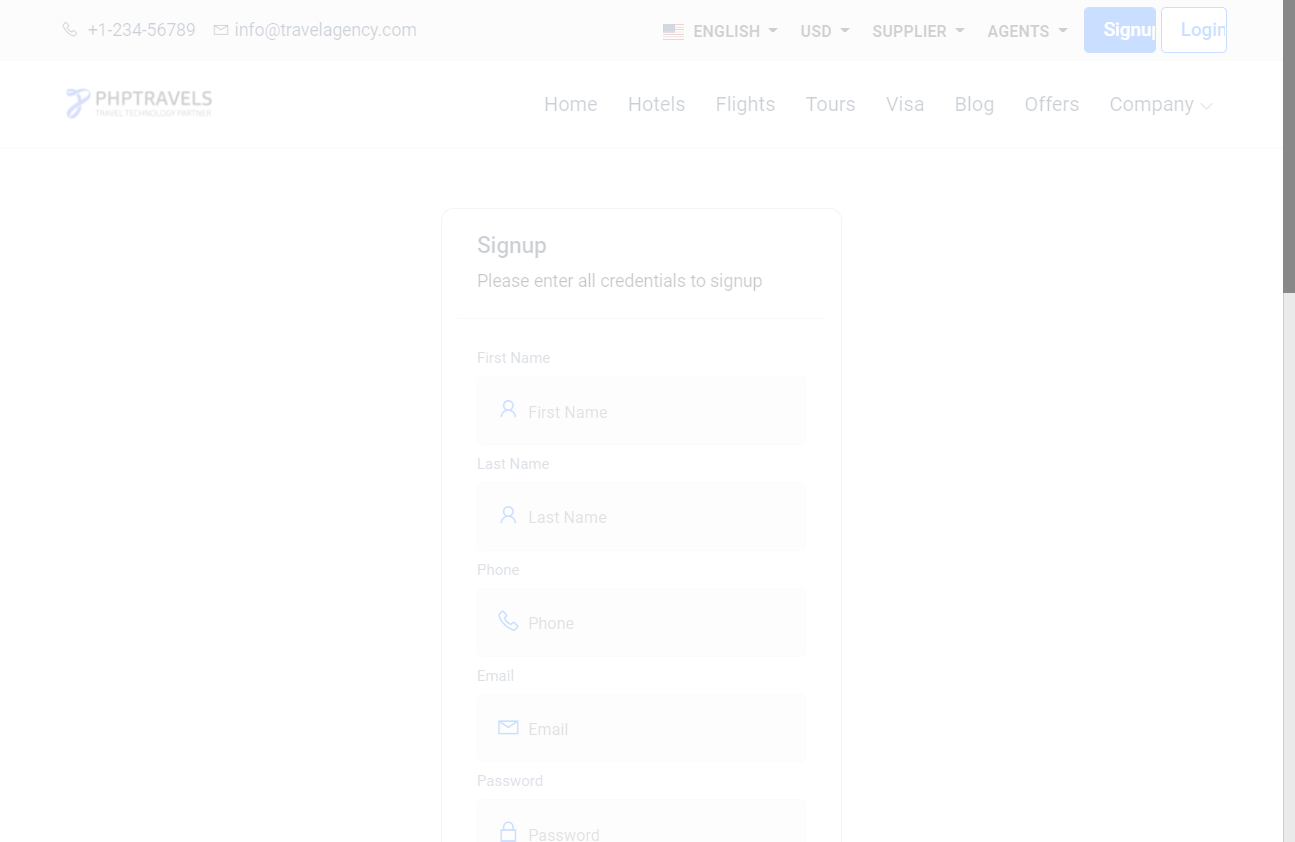 +1-234-56789 info@travelagency.com ENGLISH USD SUPPLIER AGENTS Signup Login
PHPTRAVELS
TRAVEL TECHNOLOGY PARTNER
Home Hotels Flights Tours Visa Blog Offers Company
Signup
Please enter all credentials to signup
First Name
First Name
Last Name
Last Name
Phone
Phone
Email
Email
Password
Password